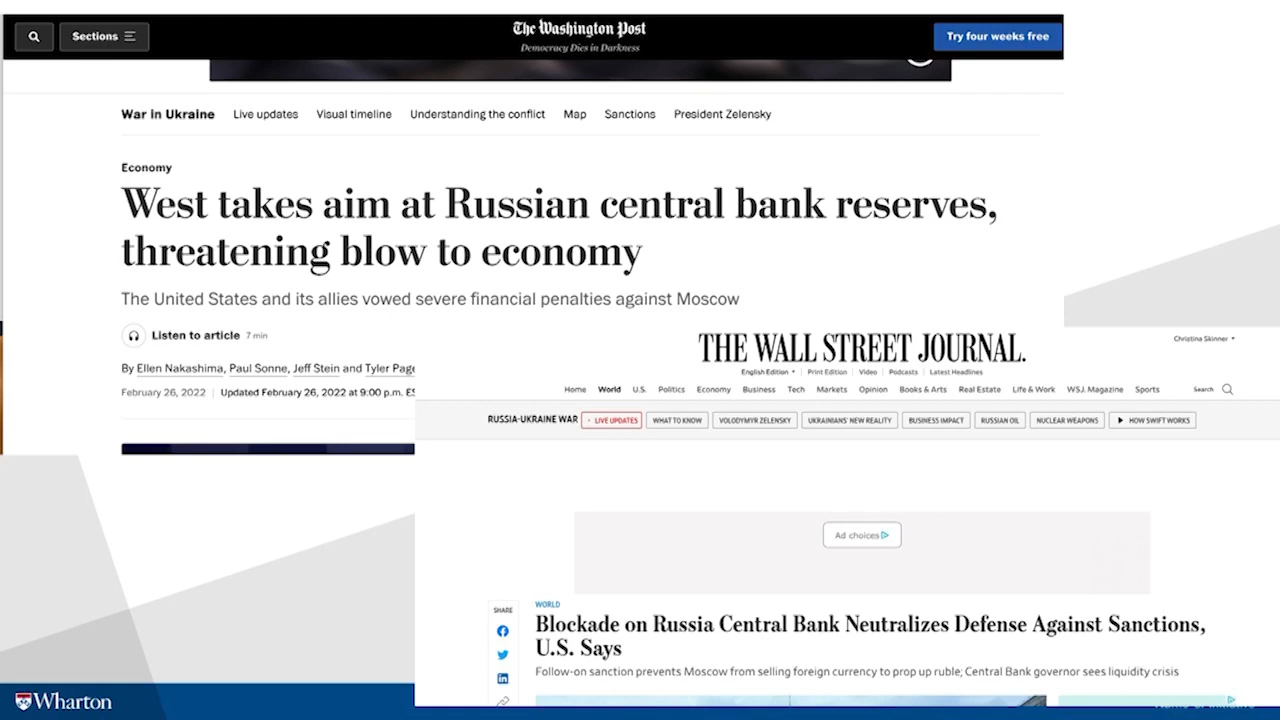 Sections
The Washington Post
Democracy Dies in Darkness
Try four weeks free
War in Ukraine Live updates Visual timeline Understanding the conflict Map Sanctions President Zelensky
Economy
West takes aim at Russian central bank reserves,
threatening blow to economy
The United States and its allies vowed severe financial penalties against Moscow
Listen to article 7 min
By Ellen Nakashima, Paul Sonne, Jeff Stein and Tyler Page
February 26, 2022 | Updated February 26, 2022 at 9:00 p.m. ES
THE WALL STREET JOURNAL.
Christina Skinner
English Edition Print Edition Video Podcasts Latest Headlines
Home World U.S. Politics Economy Business Tech Markets Opinion Books & Arts Real Estate Life & Work WSJ. Magazine Sports Search
RUSSIA-UKRAINE WAR LIVE UPDATES WHAT TO KNOW VOLODYMYR ZELENSKY UKRAINIANS' NEW REALITY BUSINESS IMPACT RUSSIAN OIL NUCLEAR WEAPONS HOW SWIFT WORKS
Ad choices
SHARE
WORLD
Blockade on Russia Central Bank Neutralizes Defense Against Sanctions,
U.S. Says
Follow-on sanction prevents Moscow from selling foreign currency to prop up ruble; Central Bank governor sees liquidity crisis
Wharton